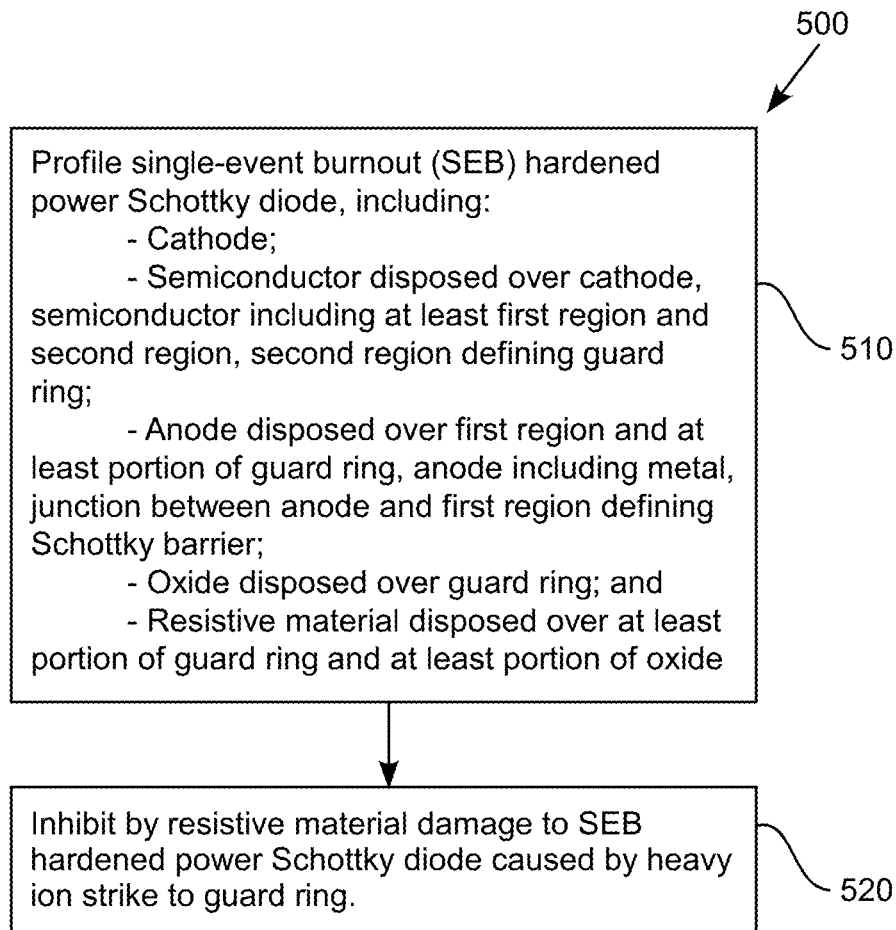 500
Profile single-event burnout (SEB) hardened
power Schottky diode, including:
- Cathode;
- Semiconductor disposed over cathode,
semiconductor including at least first region and
second region, second region defining guard
ring;
- Anode disposed over first region and at
least portion of guard ring, anode including metal,
junction between anode and first region defining
Schottky barrier;
- Oxide disposed over guard ring; and
- Resistive material disposed over at least
portion of guard ring and at least portion of oxide
510
Inhibit by resistive material damage to SEB
hardened power Schottky diode caused by heavy
ion strike to guard ring.
520